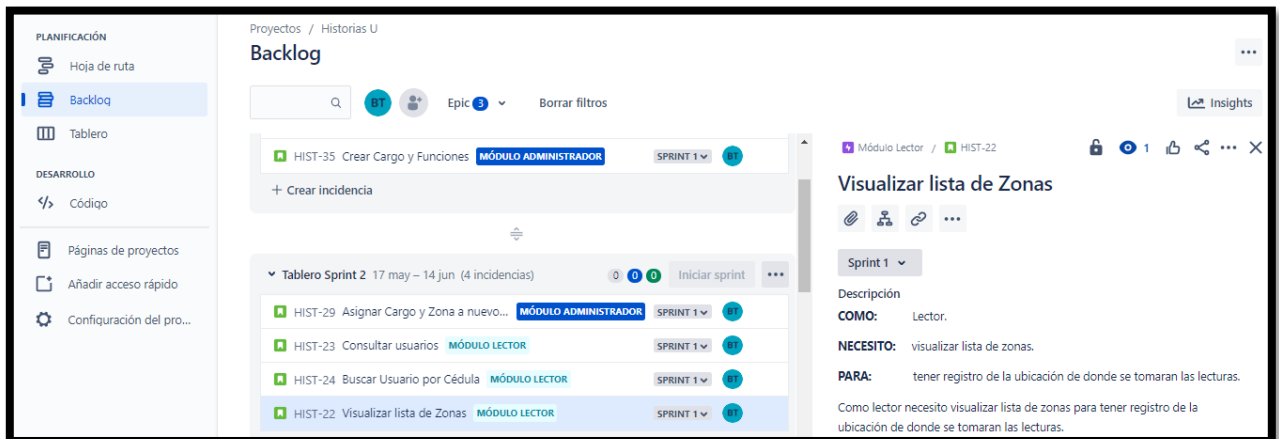 PLANIFICACIÓN
Hoja de ruta
Backlog
Tablero
DESARROLLO
Código
Páginas de proyectos
Añadir acceso rápido
Configuración del pro...
Proyectos / Historias U
Backlog
BT
Epic 3
Borrar filtros
Insights
HIST-35 Crear Cargo y Funciones MÓDULO ADMINISTRADOR SPRINT 1 BT
+ Crear incidencia
Tablero Sprint 2 17 may – 14 jun (4 incidencias) 0 0 0 Iniciar sprint
HIST-29 Asignar Cargo y Zona a nuevo... MÓDULO ADMINISTRADOR SPRINT 1 BT
HIST-23 Consultar usuarios MÓDULO LECTOR SPRINT 1 BT
HIST-24 Buscar Usuario por Cédula MÓDULO LECTOR SPRINT 1 BT
HIST-22 Visualizar lista de Zonas MÓDULO LECTOR SPRINT 1 BT
Módulo Lector / HIST-22 1
Visualizar lista de Zonas
Sprint 1
Descripción
COMO: Lector.
NECESITO: visualizar lista de zonas.
PARA: tener registro de la ubicación de donde se tomaran las lecturas.
Como lector necesito visualizar lista de zonas para tener registro de la
ubicación de donde se tomaran las lecturas.